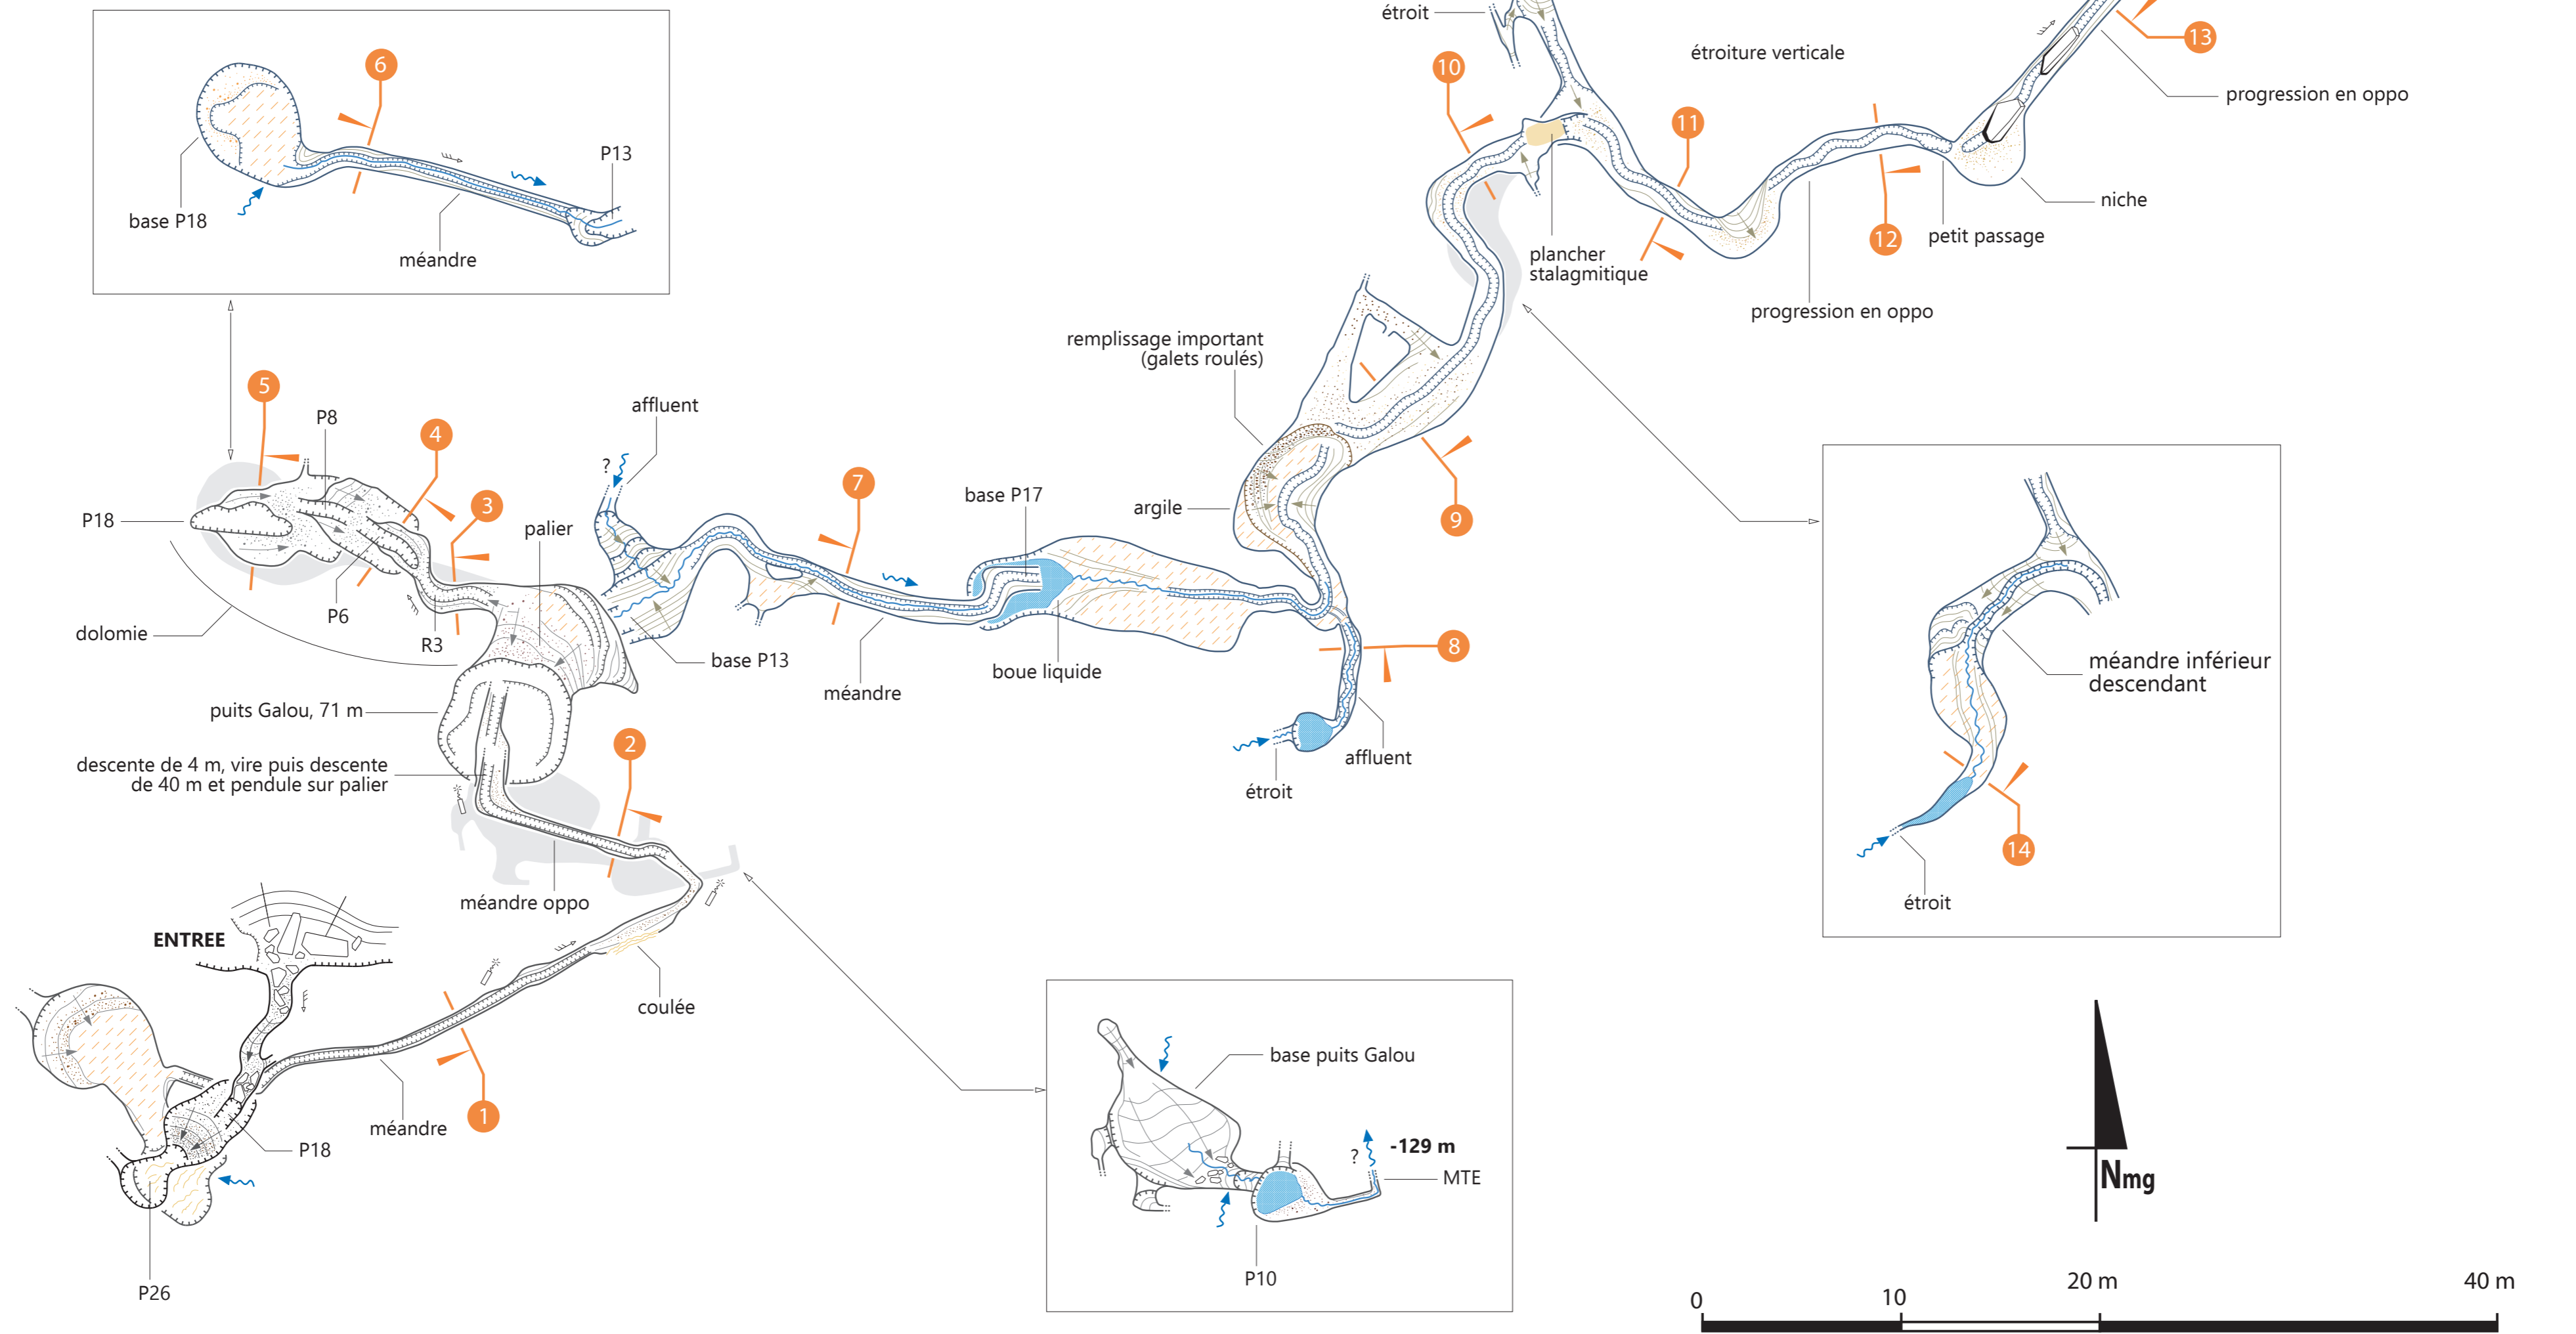 étroit
13
étroiture verticale
6
10
progression en oppo
11
P13
base P18
niche
12
petit passage
méandre
plancher
stalagmitique
progression en oppo
remplissage important
(galets roulés)
5
affluent
P8
4
?
7
base P17
3
argile
9
P18
palier
P6
dolomie
R3
8
base P13
boue liquide
méandre
méandre inférieur
descendant
puits Galou, 71 m
2
affluent
descente de 4 m, vire puis descente
de 40 m et pendule sur palier
étroit
14
méandre oppo
étroit
ENTREE
coulée
base puits Galou
1
méandre
P18
-129 m
?
MTE
Nmg
P10
P26
0
10
20 m
40 m